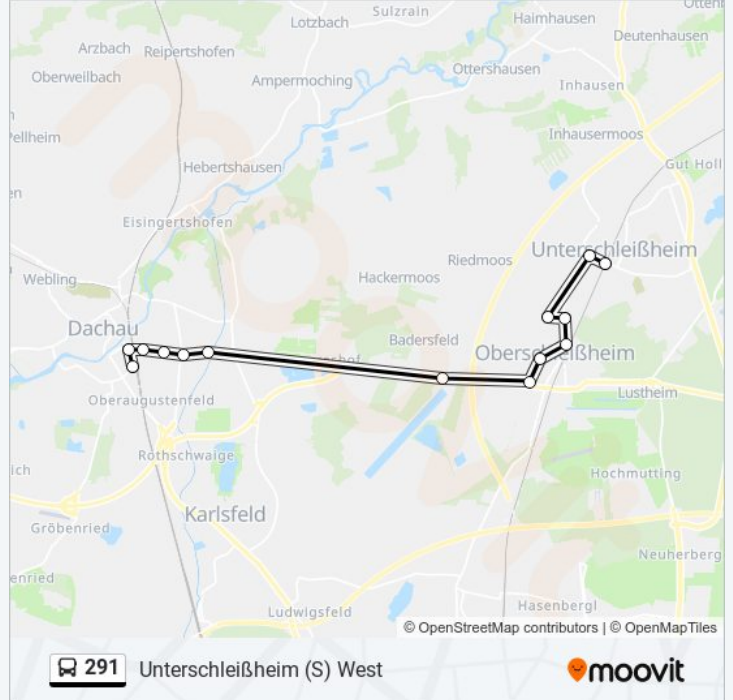 Sulzrain
Lotzbach
Haimhausen
Arzbach
Reipertshofen
Deutenhausen
Oberweilbach
Ottershausen
Ampermoching
Inhausen
Pellheim
Inhausermoos
Hebertshausen
Gut Holl
Eisingertshofen
Unterschleißheim
Riedmoos
Webling
Hackermoos
Dachau
Badersfeld
Oberschleißheim
Lustheim
Oberaugustenfeld
Rothschwaige
Hochmutting
Karlsfeld
Gröbenried
Neuherberg
enried
Hasenbergl
Ludwigsfeld
© OpenStreetMap contributors | © OpenMapTiles
291 Unterschleißheim (S) West
moovit